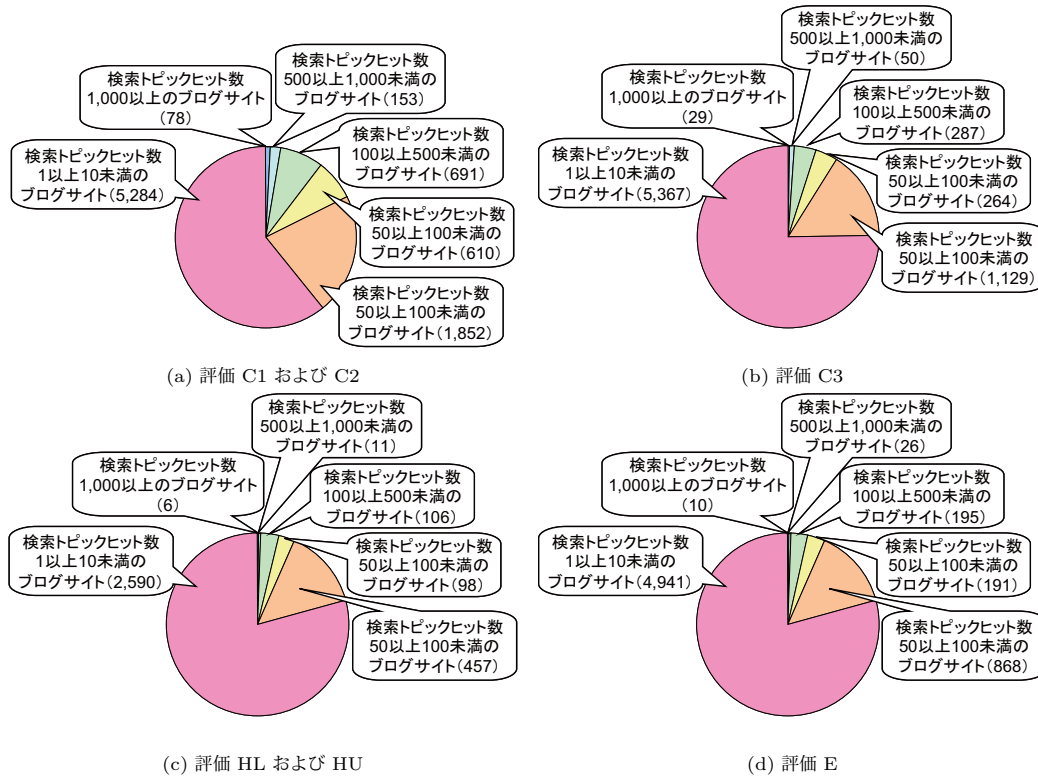 検索トピックヒット数
500以上1,000未満の
ブログサイト(153)
検索トピックヒット数
1,000以上のブログサイト
(78)
検索トピックヒット数
100以上500未満の
ブログサイト(691)
検索トピックヒット数
1以上10未満の
ブログサイト(5,284)
検索トピックヒット数
50以上100未満の
ブログサイト(610)
検索トピックヒット数
50以上100未満の
ブログサイト(1,852)
(a) 評価 C1 および C2
検索トピックヒット数
500以上1,000未満の
ブログサイト(50)
検索トピックヒット数
1,000以上のブログサイト
(29)
検索トピックヒット数
100以上500未満の
ブログサイト(287)
検索トピックヒット数
1以上10未満の
ブログサイト(5,367)
検索トピックヒット数
50以上100未満の
ブログサイト(264)
検索トピックヒット数
50以上100未満の
ブログサイト(1,129)
(b) 評価 C3
検索トピックヒット数
500以上1,000未満の
ブログサイト(11)
検索トピックヒット数
1,000以上のブログサイト
(6)
検索トピックヒット数
100以上500未満の
ブログサイト(106)
検索トピックヒット数
1以上10未満の
ブログサイト(2,590)
検索トピックヒット数
50以上100未満の
ブログサイト(98)
検索トピックヒット数
50以上100未満の
ブログサイト(457)
(c) 評価 HL および HU
検索トピックヒット数
500以上1,000未満の
ブログサイト(26)
検索トピックヒット数
1,000以上のブログサイト
(10)
検索トピックヒット数
100以上500未満の
ブログサイト(195)
検索トピックヒット数
1以上10未満の
ブログサイト(4,941)
検索トピックヒット数
50以上100未満の
ブログサイト(191)
検索トピックヒット数
50以上100未満の
ブログサイト(868)
(d) 評価 E